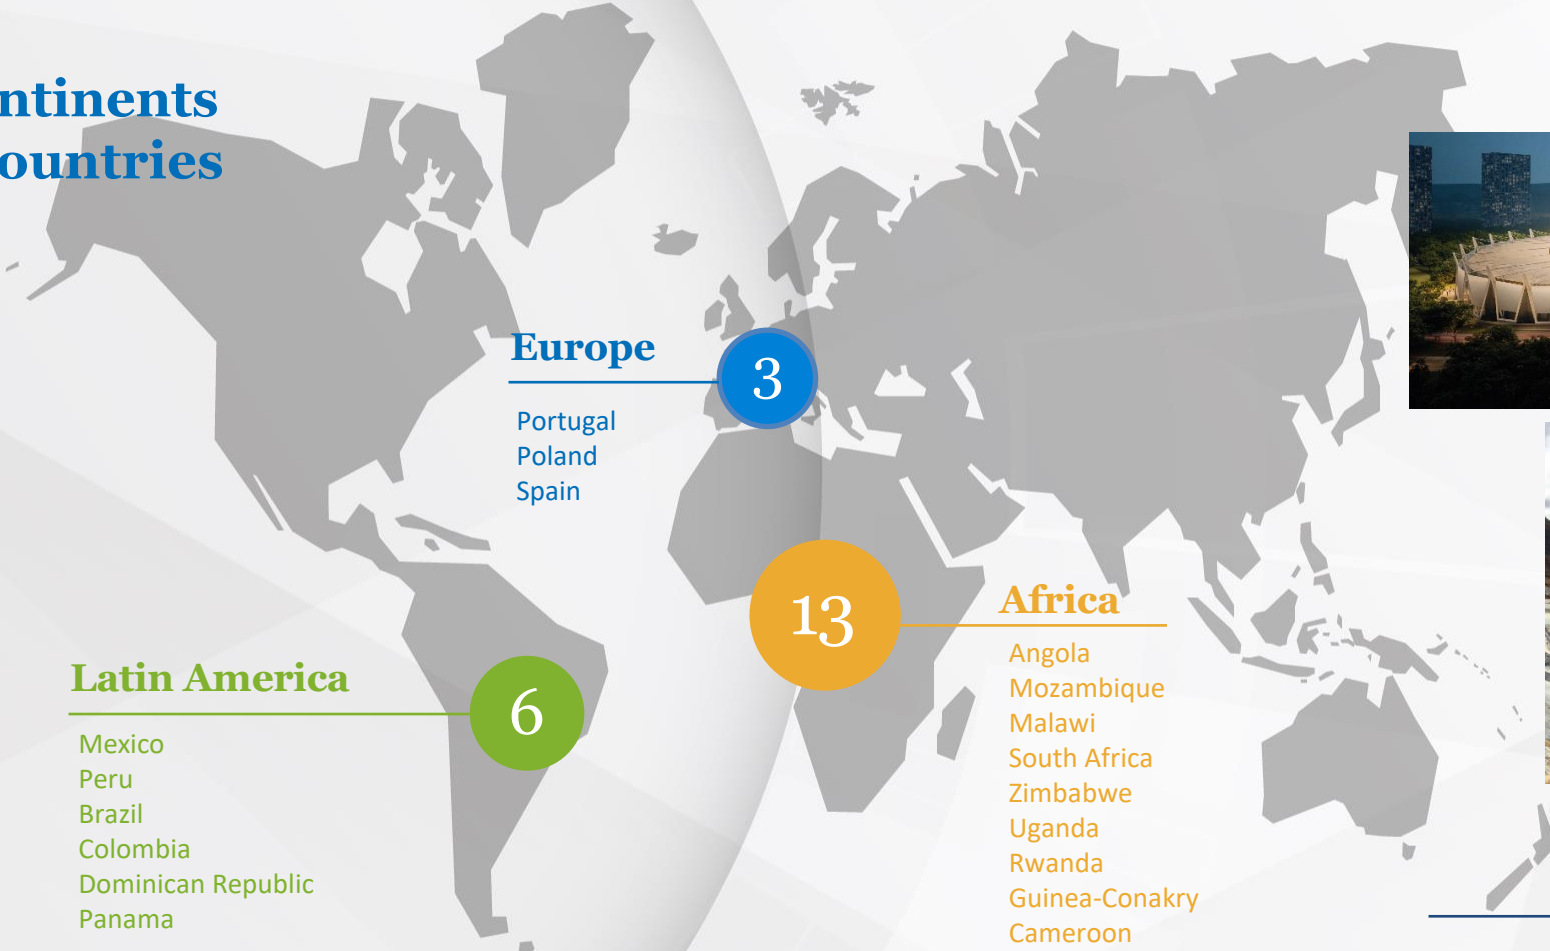 ntinents
ountries
Europe
3
Portugal
Poland
Spain
13
Africa
Angola
Mozambique
Malawi
South Africa
Zimbabwe
Uganda
Rwanda
Guinea-Conakry
Cameroon
Latin America
6
Mexico
Peru
Brazil
Colombia
Dominican Republic
Panama